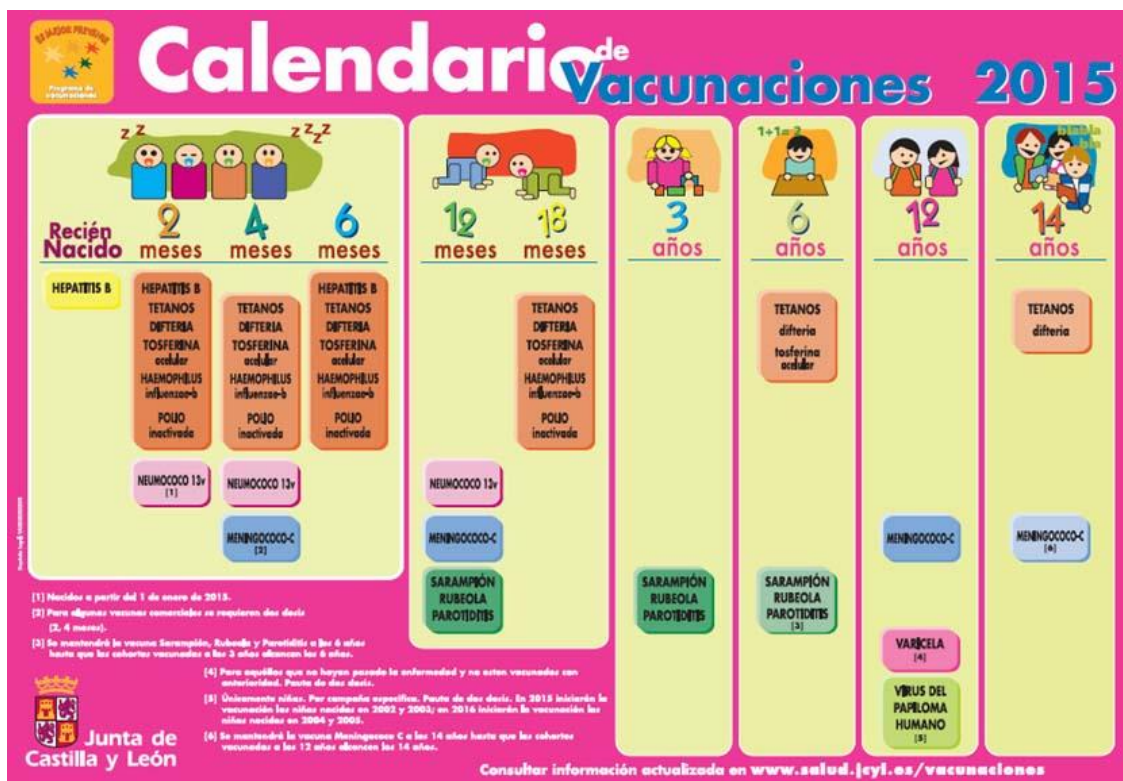 ES MEJOR PREVENIR
Programa de
vacunaciones
Calendario de
Vacunaciones 2015
z z
z z z z
1+1= 2
bla bla
bla
Recién
Nacido
2
meses
4
meses
6
meses
12
meses
18
meses
3
años
6
años
12
años
14
años
HEPATITIS B
HEPATITIS B
TETANOS
DIFTERIA
TOSFERINA
acelular
HAEMOPHILUS
influenzae-b
POLIO
inactivada
TETANOS
DIFTERIA
TOSFERINA
acelular
HAEMOPHILUS
influenzae-b
POLIO
inactivada
HEPATITIS B
TETANOS
DIFTERIA
TOSFERINA
acelular
HAEMOPHILUS
influenzae-b
POLIO
inactivada
TETANOS
DIFTERIA
TOSFERINA
acelular
HAEMOPHILUS
influenzae-b
POLIO
inactivada
TETANOS
difteria
tosferina
acelular
TETANOS
difteria
NEUMOCOCO 13v
[1]
NEUMOCOCO 13v
NEUMOCOCO 13v
MENINGOCOCO-C
[2]
MENINGOCOCO-C
MENINGOCOCO-C
MENINGOCOCO-C
[6]
SARAMPIÓN
RUBEOLA
PAROTIDITIS
SARAMPIÓN
RUBEOLA
PAROTIDITIS
SARAMPIÓN
RUBEOLA
PAROTIDITIS
[3]
VARICELA
[4]
VIRUS DEL
PAPILOMA
HUMANO
[5]
[1] Nacidos a partir del 1 de enero de 2015.
[2] Para algunas vacunas comerciales se requieren dos dosis
(2, 4 meses).
[3] Se mantendrá la vacuna Sarampión, Rubeola y Parotiditis a los 6 años
hasta que las cohortes vacunadas a los 3 años alcancen los 6 años.
[4] Para aquéllos que no hayan pasado la enfermedad y no esten vacunados con
anterioridad. Pauta de dos dosis.
[5] Únicamente niñas. Por campaña específica. Pauta de dos dosis. En 2015 iniciarán la
vacunación las niñas nacidas en 2002 y 2003; en 2016 iniciarán la vacunación las
niñas nacidas en 2004 y 2005.
[6] Se mantendrá la vacuna Meningococo C a los 14 años hasta que las cohortes
vacunadas a los 12 años alcancen los 14 años.
Junta de
Castilla y León
Consultar información actualizada en www.salud.jcyl.es/vacunaciones